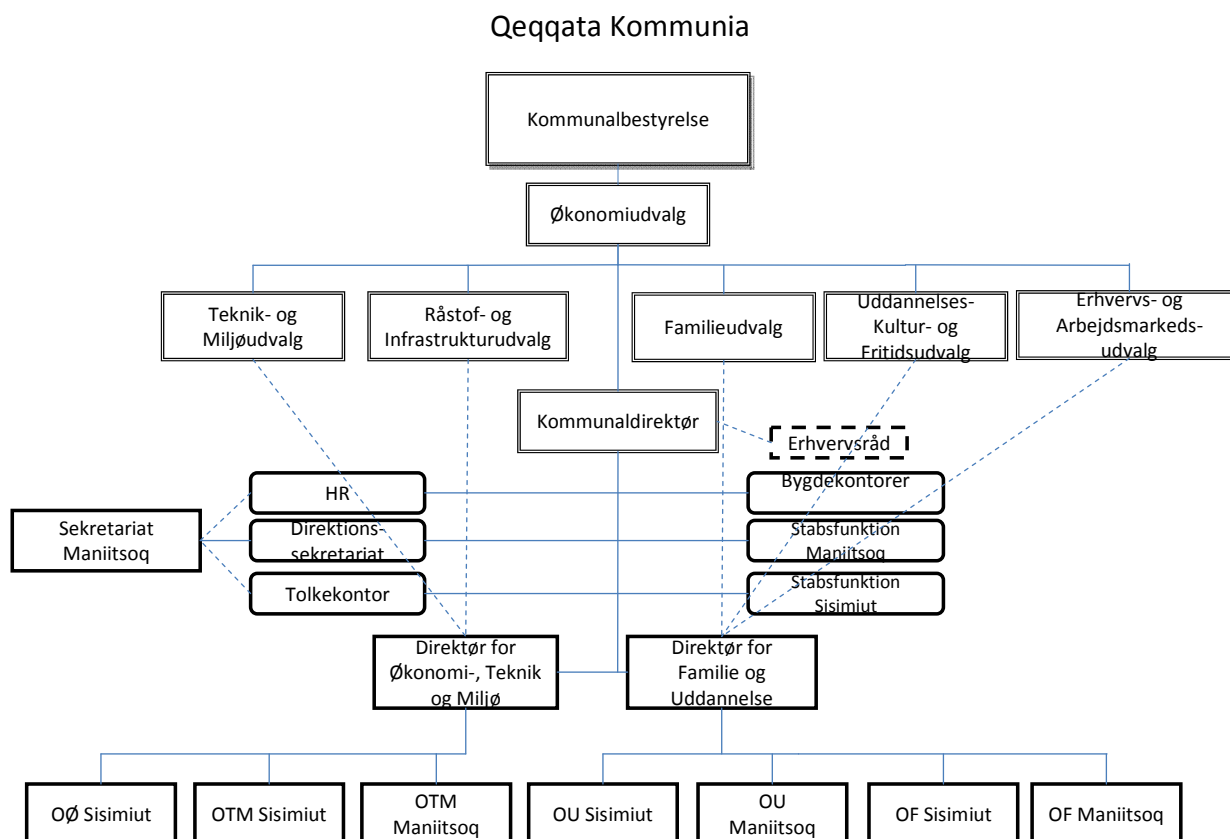 Qeqqata Kommunia
Kommunalbestyrelse
Økonomiudvalg
Teknik- og
Miljøudvalg
Råstof- og
Infrastrukturudvalg
Familieudvalg
Uddannelses-
Kultur- og
Fritidsudvalg
Erhvervs- og
Arbejdsmarkeds-
udvalg
Kommunaldirektør
Erhvervsråd
HR
Bygdekontorer
Sekretariat
Maniitsoq
Direktions-
sekretariat
Stabsfunktion
Maniitsoq
Tolkekontor
Stabsfunktion
Sisimiut
Direktør for
Økonomi-, Teknik
og Miljø
Direktør for
Familie og
Uddannelse
OØ Sisimiut
OTM Sisimiut
OTM
Maniitsoq
OU Sisimiut
OU
Maniitsoq
OF Sisimiut
OF Maniitsoq